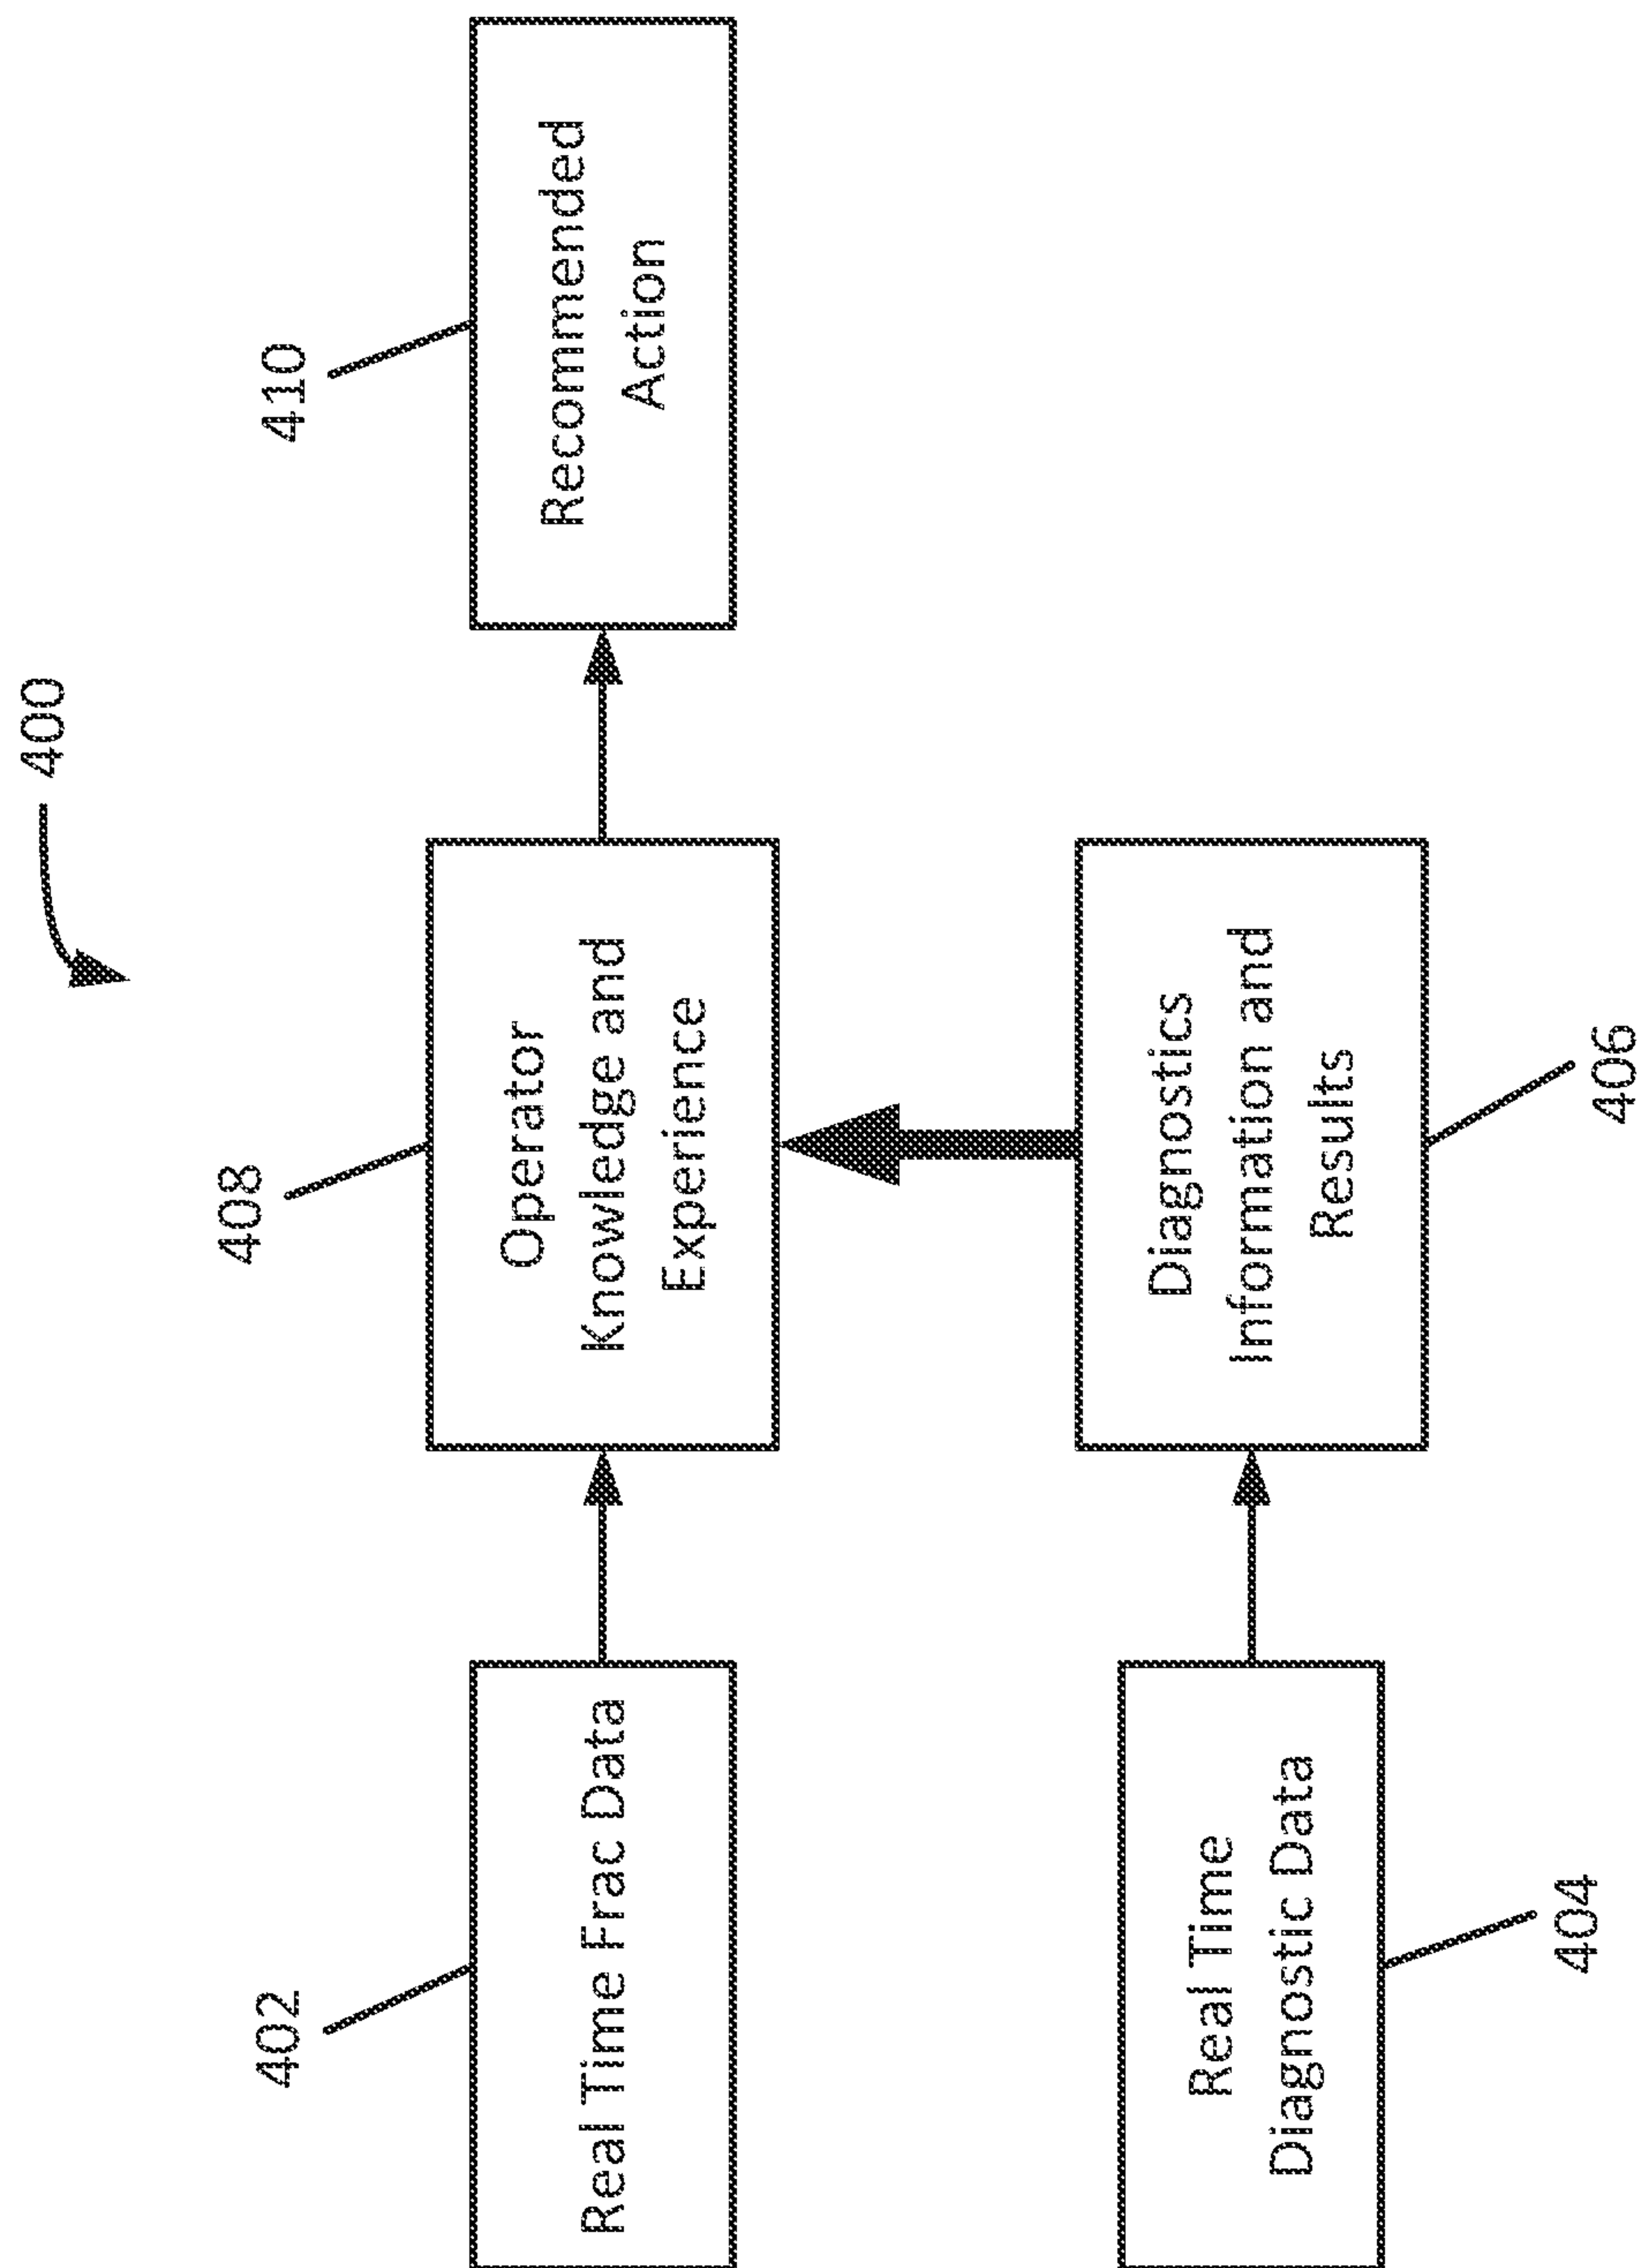 400
402
Real Time Frac Data
408
Operator
Knowledge and
Experience
410
Recommended
Action
Real Time
Diagnostic Data
404
Diagnostics
Information and
Results
406